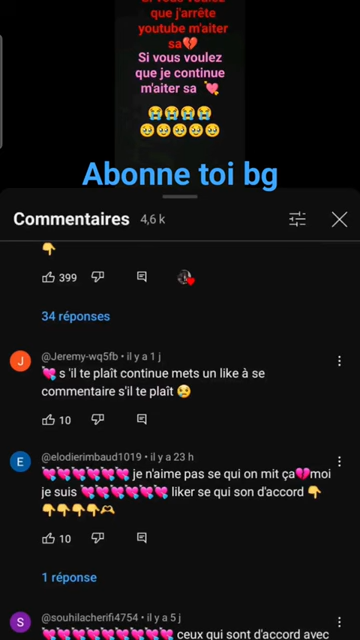 Si vous voulez
que j'arrête
youtube m'aiter
sa💔
Si vous voulez
que je continue
m'aiter sa 💘
😭😭😭😭
🥹🥹🥹🥹🥹
Abonne toi bg
Commentaires 4,6 k
👇
399
34 réponses
J
@Jeremy-wq5fb • il y a 1 j
💘 s 'il te plaît continue mets un like à se
commentaire s'il te plaît 😢
10
E
@elodierimbaud1019 • il y a 23 h
💘💘💘💘💘💘 je n'aime pas se qui on mit ça💔moi
je suis 💘💘💘💘💘💘 liker se qui son d'accord 👇
👇👇👇👇🫶
10
1 réponse
S
@souhilacherifi4754 • il y a 5 j
💘💘💘💘💘💘💘💘💘 ceux qui sont d'accord avec